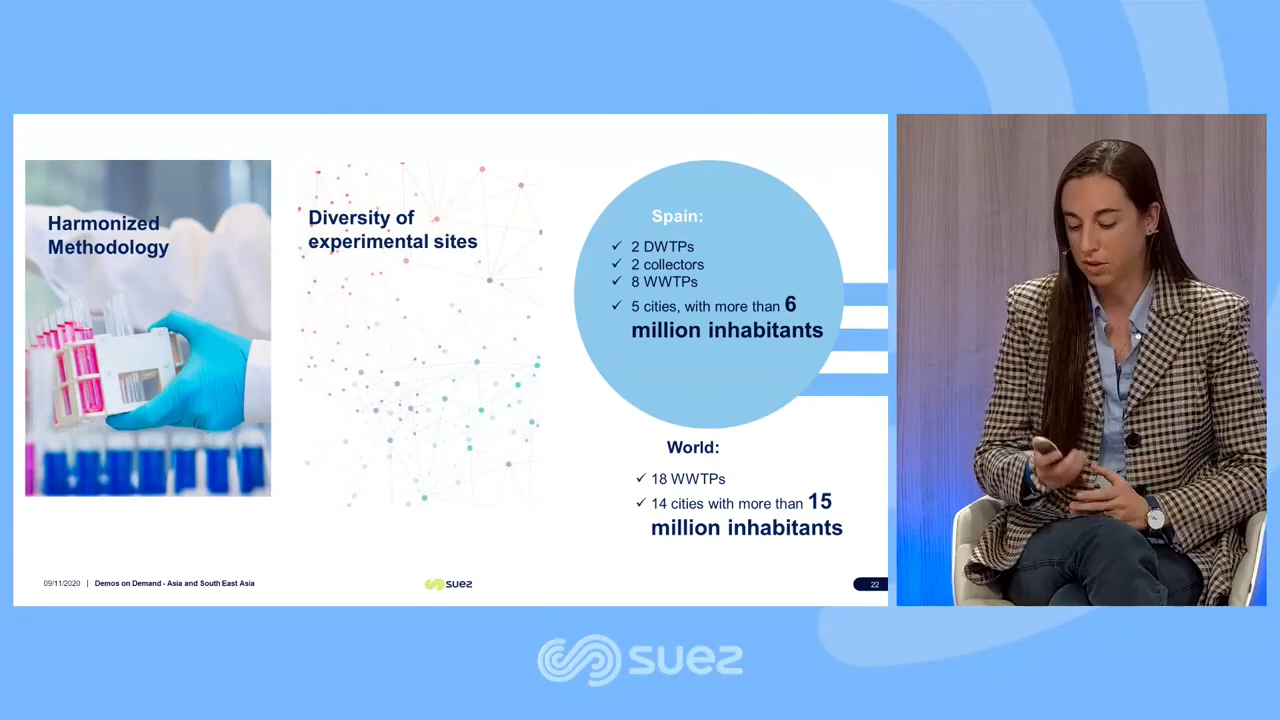 Harmonized
Methodology
Diversity of
experimental sites
Spain:
✓ 2 DWTPs
✓ 2 collectors
✓ 8 WWTPs
✓ 5 cities, with more than 6
million inhabitants
World:
✓ 18 WWTPs
✓ 14 cities with more than 15
million inhabitants
09/11/2020 | Demos on Demand - Asia and South East Asia
suez
22
suez